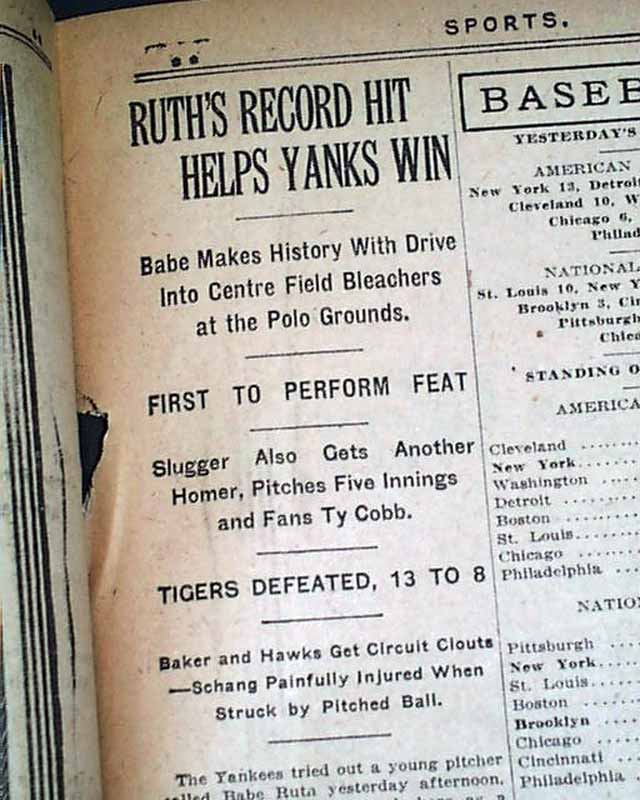 SPORTS.
RUTH'S RECORD HIT
HELPS YANKS WIN
Babe Makes History With Drive
Into Centre Field Bleachers
at the Polo Grounds.
FIRST TO PERFORM FEAT
Slugger Also Gets Another
Homer, Pitches Five Innings
and Fans Ty Cobb.
TIGERS DEFEATED, 13 TO 8
Baker and Hawks Get Circuit Clouts
—Schang Painfully Injured When
Struck by Pitched Ball.
The Yankees tried out a young pitcher
Babe Ruth yesterday afternoon.
YESTERDAY'S
AMERICAN
New York 13,
Cleveland 10,
Chicago 6,
NATIONAL
St. Louis 10, New
Brooklyn 3,
STANDING
Cleveland
New York
Washington
Detroit
Boston
St. Louis
Chicago
Philadelphia
Pittsburgh
New York
St. Louis
Boston
Brooklyn
Chicago
Cincinnati
Philadelphia